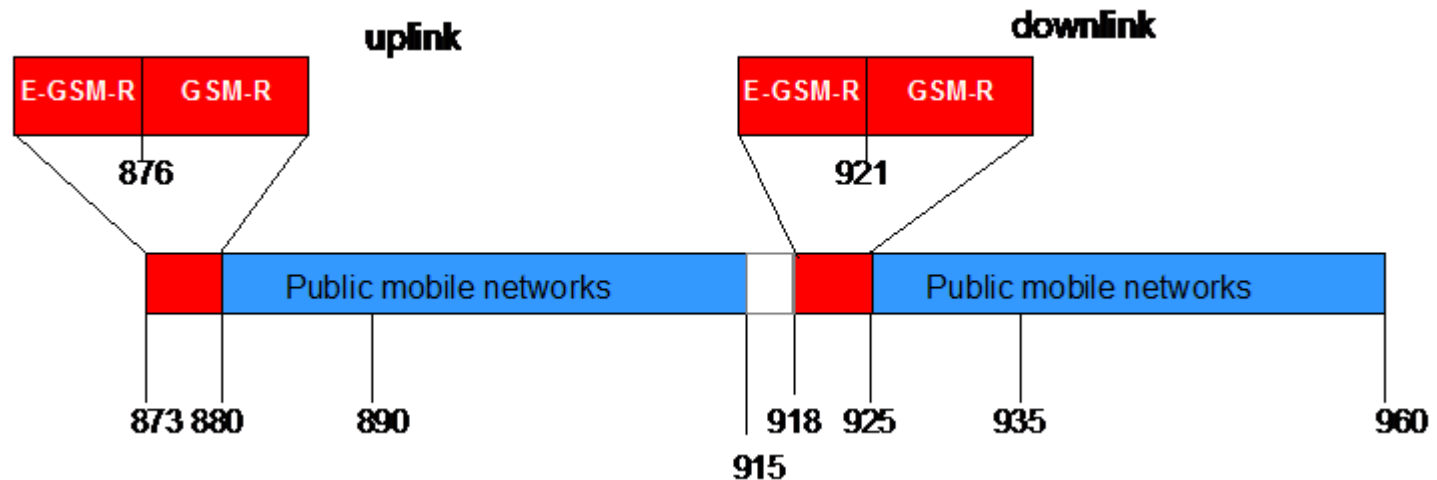 uplink
downlink
E-GSM-R GSM-R
E-GSM-R GSM-R
876
921
Public mobile networks
Public mobile networks
873 880 890 918 925 935 960
915